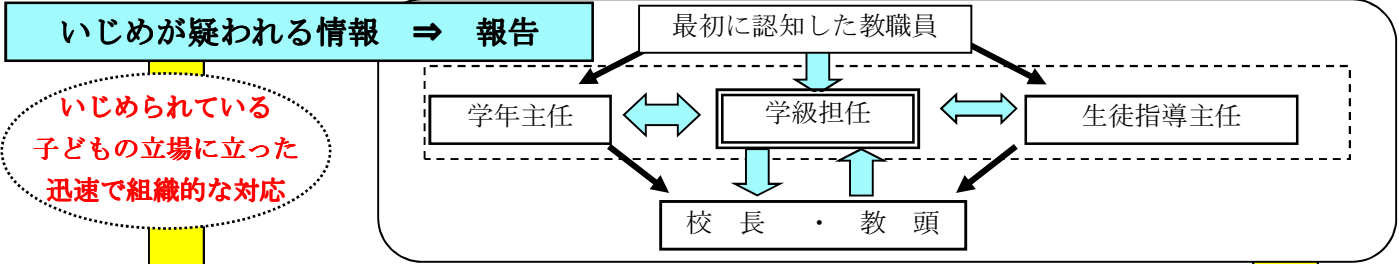 いじめが疑われる情報　⇒　報告
最初に認知した教職員
いじめられている
子どもの立場に立った
迅速で組織的な対応
学年主任
学級担任
生徒指導主任
校　長　・　教　頭